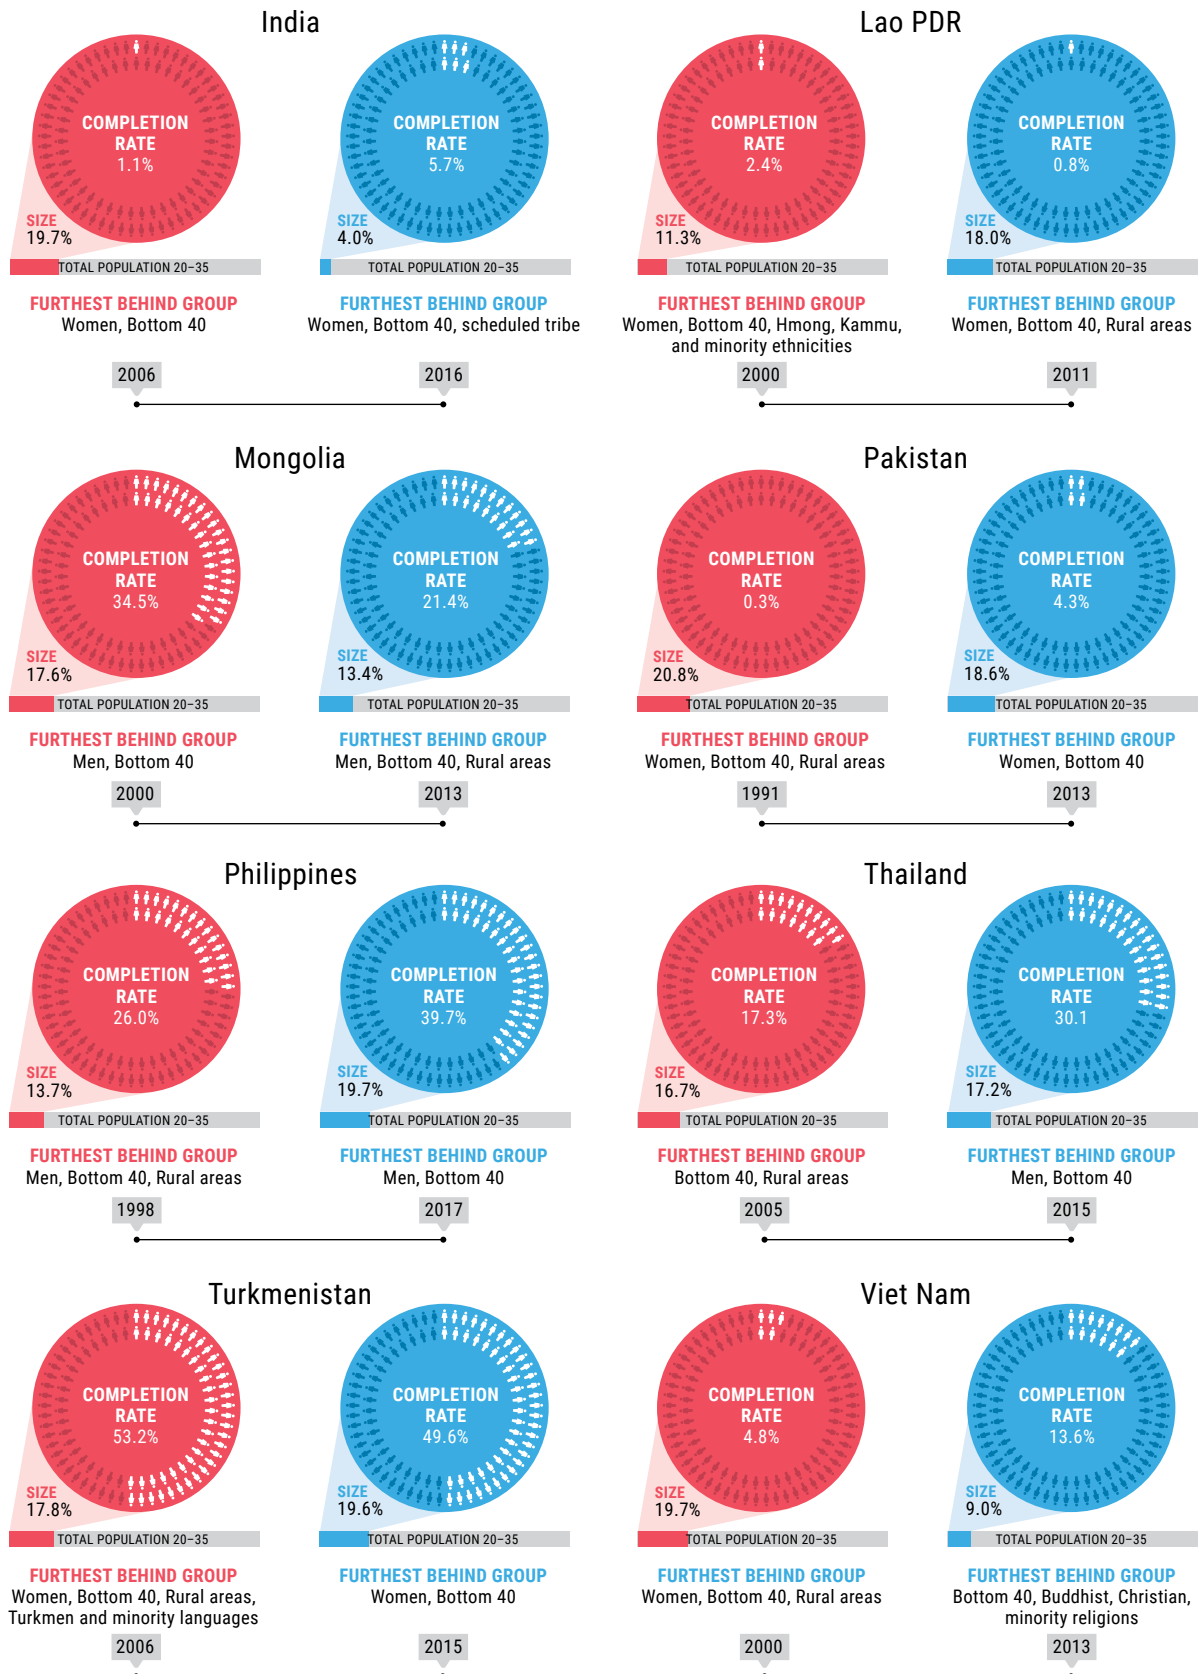 India
COMPLETION
RATE
1.1%
SIZE
19.7%
TOTAL POPULATION 20–35
FURTHEST BEHIND GROUP
Women, Bottom 40
2006
COMPLETION
RATE
5.7%
SIZE
4.0%
TOTAL POPULATION 20–35
FURTHEST BEHIND GROUP
Women, Bottom 40, scheduled tribe
2016
Lao PDR
COMPLETION
RATE
2.4%
SIZE
11.3%
TOTAL POPULATION 20–35
FURTHEST BEHIND GROUP
Women, Bottom 40, Hmong, Kammu,
and minority ethnicities
2000
COMPLETION
RATE
0.8%
SIZE
18.0%
TOTAL POPULATION 20–35
FURTHEST BEHIND GROUP
Women, Bottom 40, Rural areas
2011
Mongolia
COMPLETION
RATE
34.5%
SIZE
17.6%
TOTAL POPULATION 20–35
FURTHEST BEHIND GROUP
Men, Bottom 40
2000
COMPLETION
RATE
21.4%
SIZE
13.4%
TOTAL POPULATION 20–35
FURTHEST BEHIND GROUP
Men, Bottom 40, Rural areas
2013
Pakistan
COMPLETION
RATE
0.3%
SIZE
20.8%
TOTAL POPULATION 20–35
FURTHEST BEHIND GROUP
Women, Bottom 40, Rural areas
1991
COMPLETION
RATE
4.3%
SIZE
18.6%
TOTAL POPULATION 20–35
FURTHEST BEHIND GROUP
Women, Bottom 40
2013
Philippines
COMPLETION
RATE
26.0%
SIZE
13.7%
TOTAL POPULATION 20–35
FURTHEST BEHIND GROUP
Men, Bottom 40, Rural areas
1998
COMPLETION
RATE
39.7%
SIZE
19.7%
TOTAL POPULATION 20–35
FURTHEST BEHIND GROUP
Men, Bottom 40
2017
Thailand
COMPLETION
RATE
17.3%
SIZE
16.7%
TOTAL POPULATION 20–35
FURTHEST BEHIND GROUP
Bottom 40, Rural areas
2005
COMPLETION
RATE
30.1
SIZE
17.2%
TOTAL POPULATION 20–35
FURTHEST BEHIND GROUP
Men, Bottom 40
2015
Turkmenistan
COMPLETION
RATE
53.2%
SIZE
17.8%
TOTAL POPULATION 20–35
FURTHEST BEHIND GROUP
Women, Bottom 40, Rural areas,
Turkmen and minority languages
2006
COMPLETION
RATE
49.6%
SIZE
19.6%
TOTAL POPULATION 20–35
FURTHEST BEHIND GROUP
Women, Bottom 40
2015
Viet Nam
COMPLETION
RATE
4.8%
SIZE
19.7%
TOTAL POPULATION 20–35
FURTHEST BEHIND GROUP
Women, Bottom 40, Rural areas
2000
COMPLETION
RATE
13.6%
SIZE
9.0%
TOTAL POPULATION 20–35
FURTHEST BEHIND GROUP
Bottom 40, Buddhist, Christian,
minority religions
2013